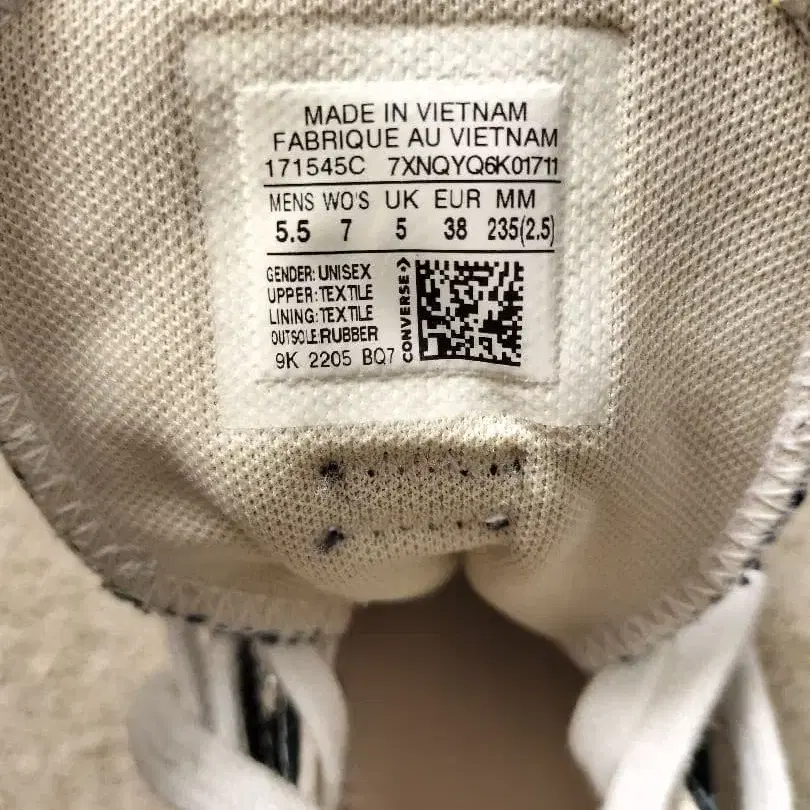 MADE IN VIETNAM
FABRIQUE AU VIETNAM
171545C 7XNQYQ6K01711
MENS WO'S UK EUR MM
5.5 7 5 38 235(2.5)
GENDER: UNISEX
UPPER: TEXTILE
LINING: TEXTILE
OUTSOLE: RUBBER
9K 2205 BQ7
CONVERSE